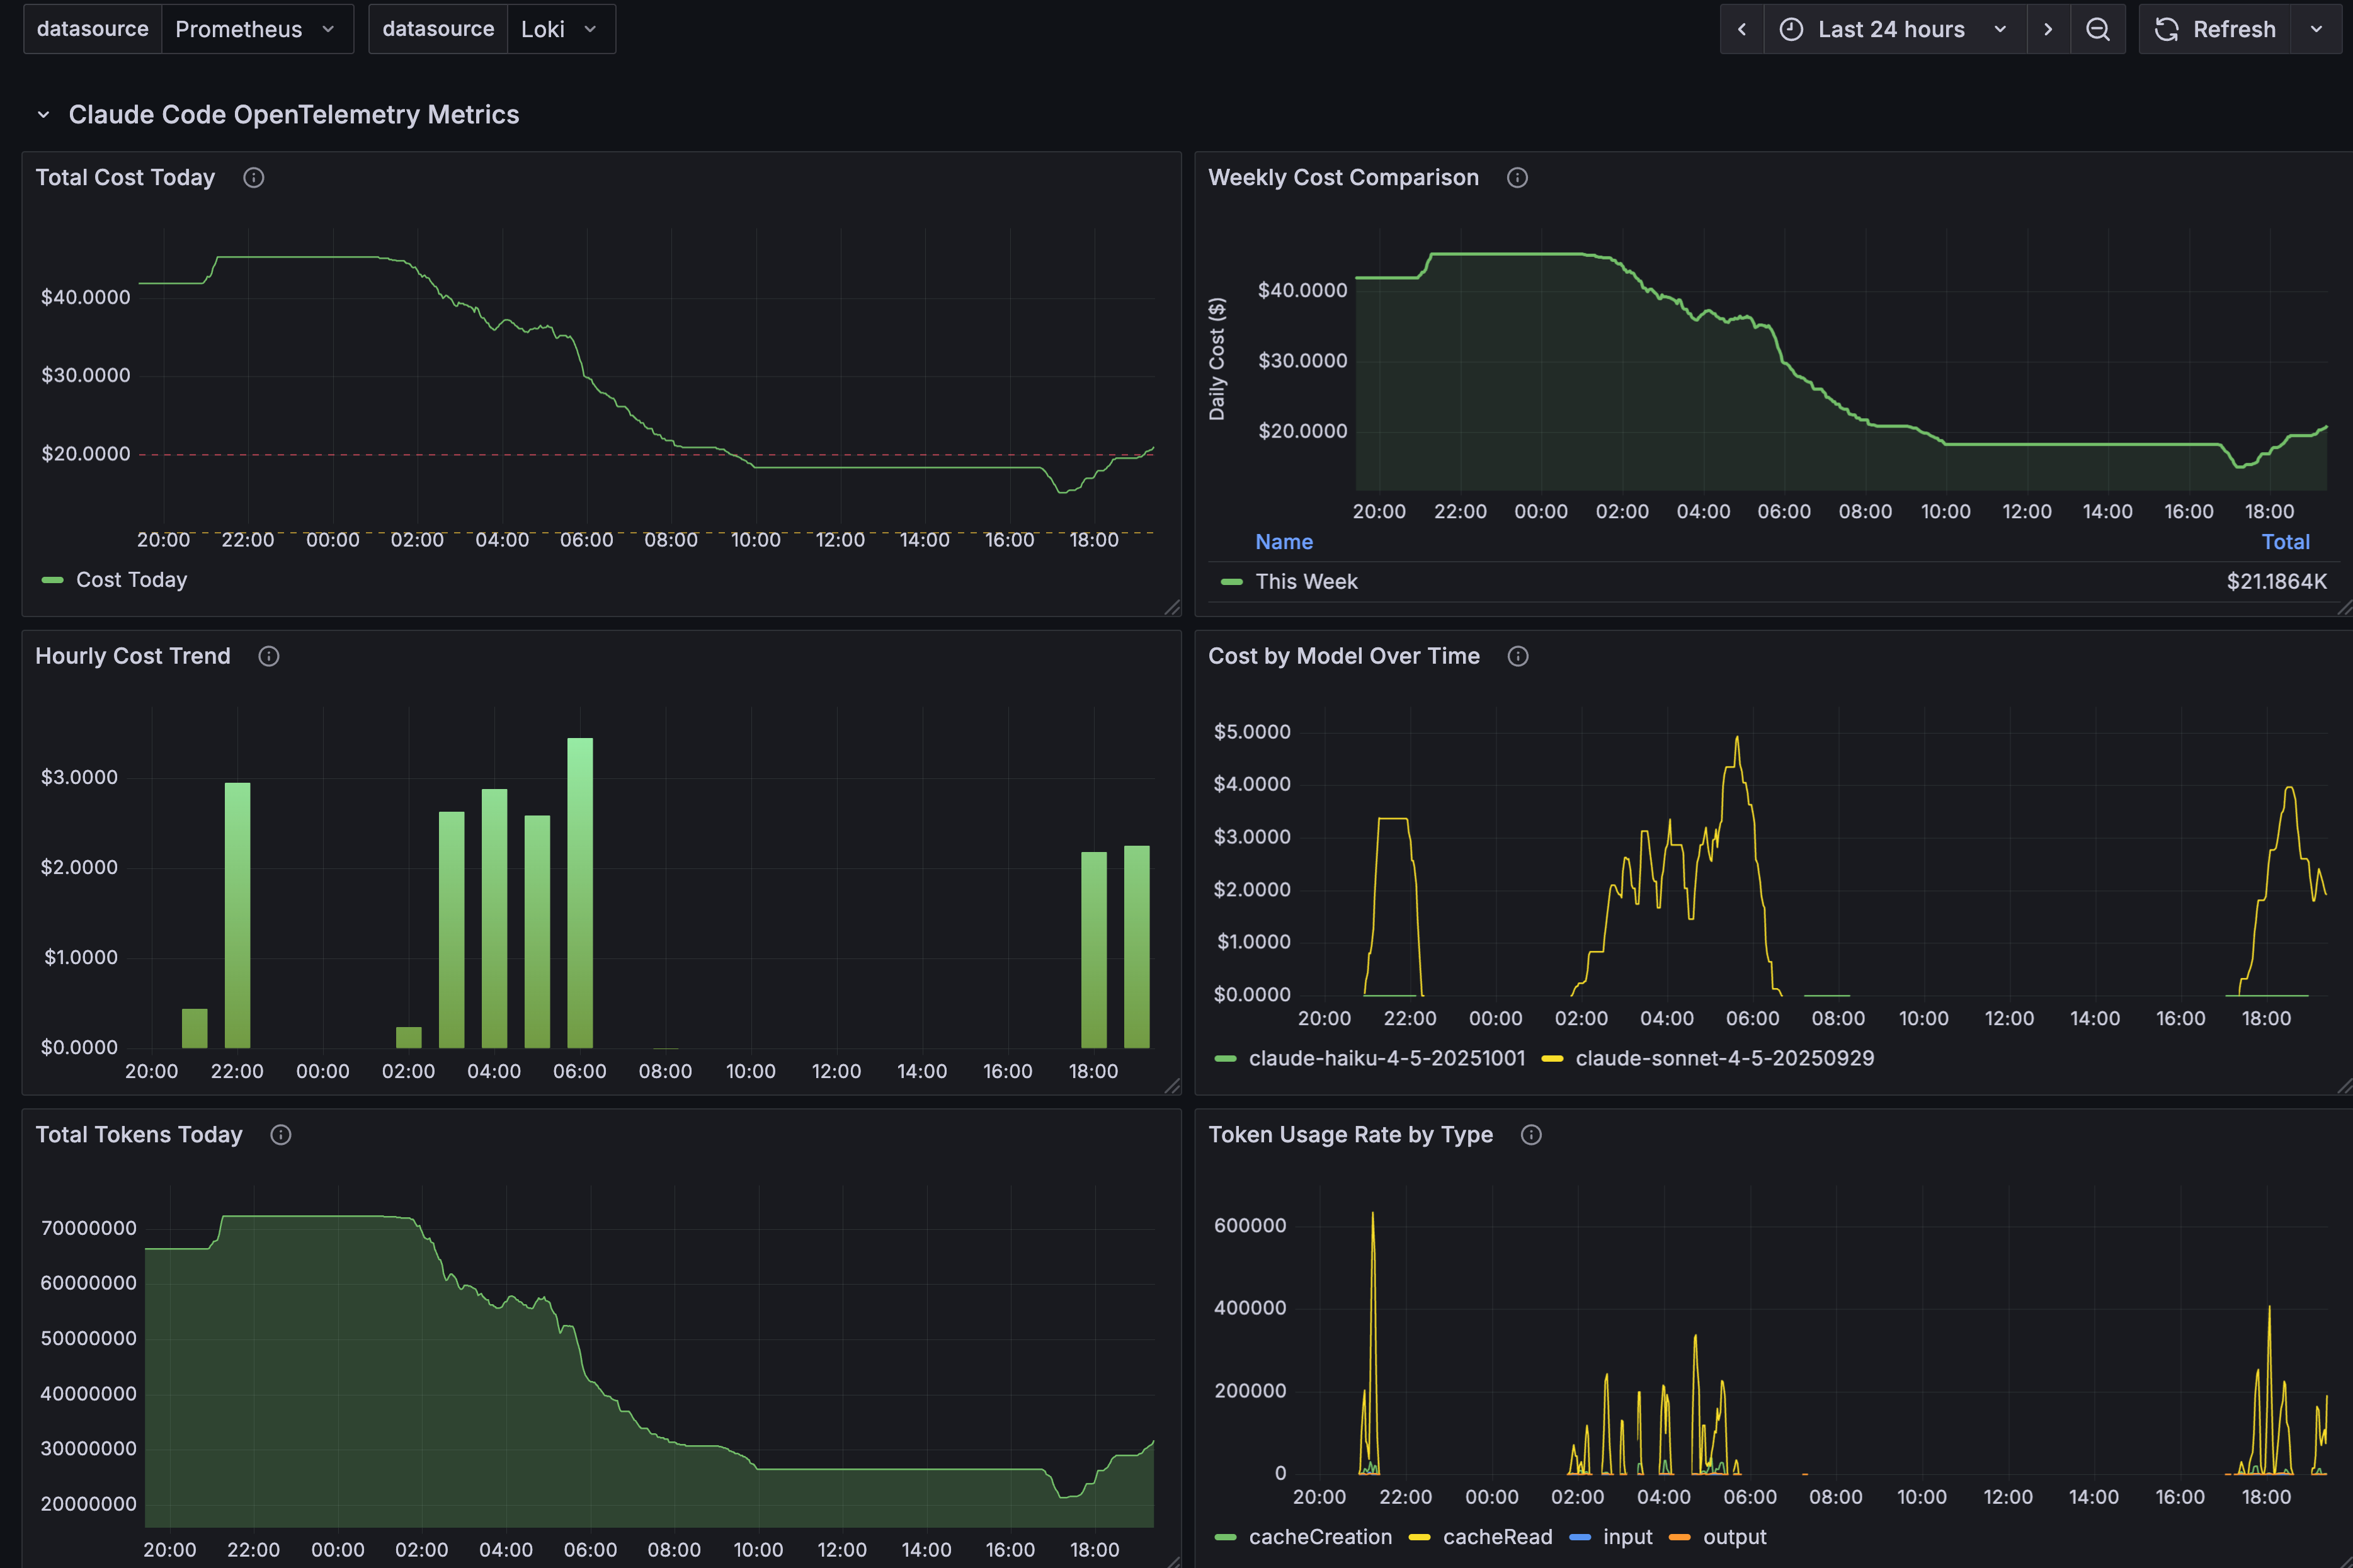 datasource Prometheus datasource Loki Last 24 hours Refresh
Claude Code OpenTelemetry Metrics
Total Cost Today
$40.0000
$30.0000
$20.0000
20:00 22:00 00:00 02:00 04:00 06:00 08:00 10:00 12:00 14:00 16:00 18:00
Cost Today
Weekly Cost Comparison
Daily Cost ($)
$40.0000
$30.0000
$20.0000
20:00 22:00 00:00 02:00 04:00 06:00 08:00 10:00 12:00 14:00 16:00 18:00
Name Total
This Week $21.1864K
Hourly Cost Trend
$3.0000
$2.0000
$1.0000
$0.0000
20:00 22:00 00:00 02:00 04:00 06:00 08:00 10:00 12:00 14:00 16:00 18:00
Cost by Model Over Time
$5.0000
$4.0000
$3.0000
$2.0000
$1.0000
$0.0000
20:00 22:00 00:00 02:00 04:00 06:00 08:00 10:00 12:00 14:00 16:00 18:00
claude-haiku-4-5-20251001 claude-sonnet-4-5-20250929
Total Tokens Today
70000000
60000000
50000000
40000000
30000000
20000000
20:00 22:00 00:00 02:00 04:00 06:00 08:00 10:00 12:00 14:00 16:00 18:00
Token Usage Rate by Type
600000
400000
200000
0
20:00 22:00 00:00 02:00 04:00 06:00 08:00 10:00 12:00 14:00 16:00 18:00
cacheCreation cacheRead input output